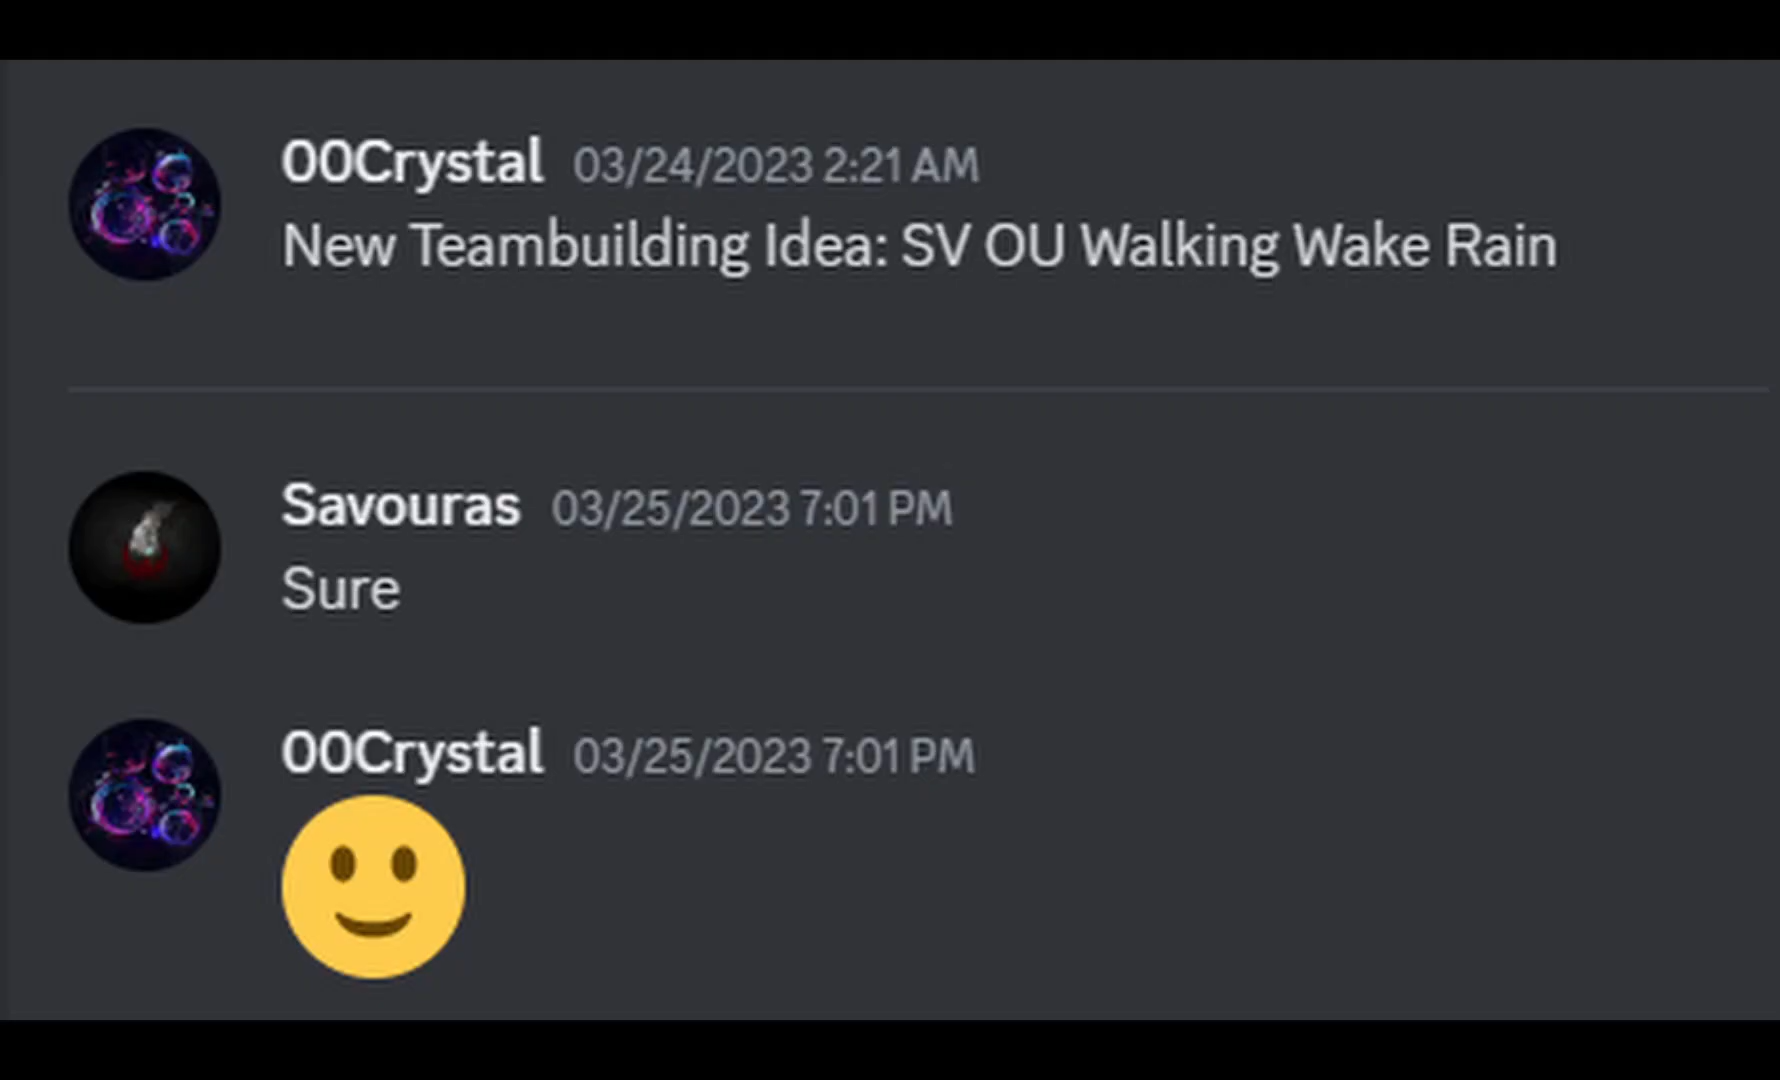 00Crystal 03/24/2023 2:21 AM
New Teambuilding Idea: SV OU Walking Wake Rain
Savouras 03/25/2023 7:01 PM
Sure
00Crystal 03/25/2023 7:01 PM